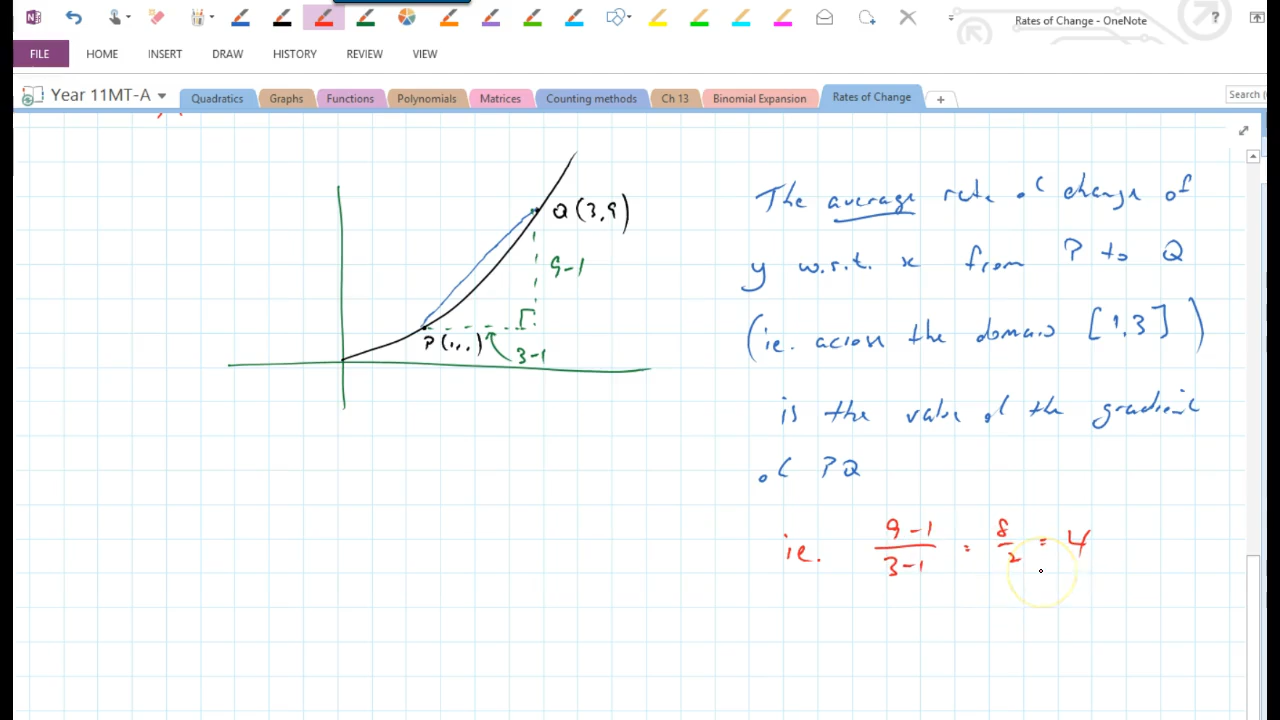 Rates of Change - OneNote
?
FILE HOME INSERT DRAW HISTORY REVIEW VIEW
Year 11MT-A Quadratics Graphs Functions Polynomials Matrices Counting methods Ch 13 Binomial Expansion Rates of Change + Search (
Q(3,9)
9-1
P(1,1)
3-1
The average rate of change of
y w.r.t. x from P to Q
(ie. across the domain [1,3])
is the value of the gradient
of PQ
ie. 9-1/3-1 = 8/2 = 4